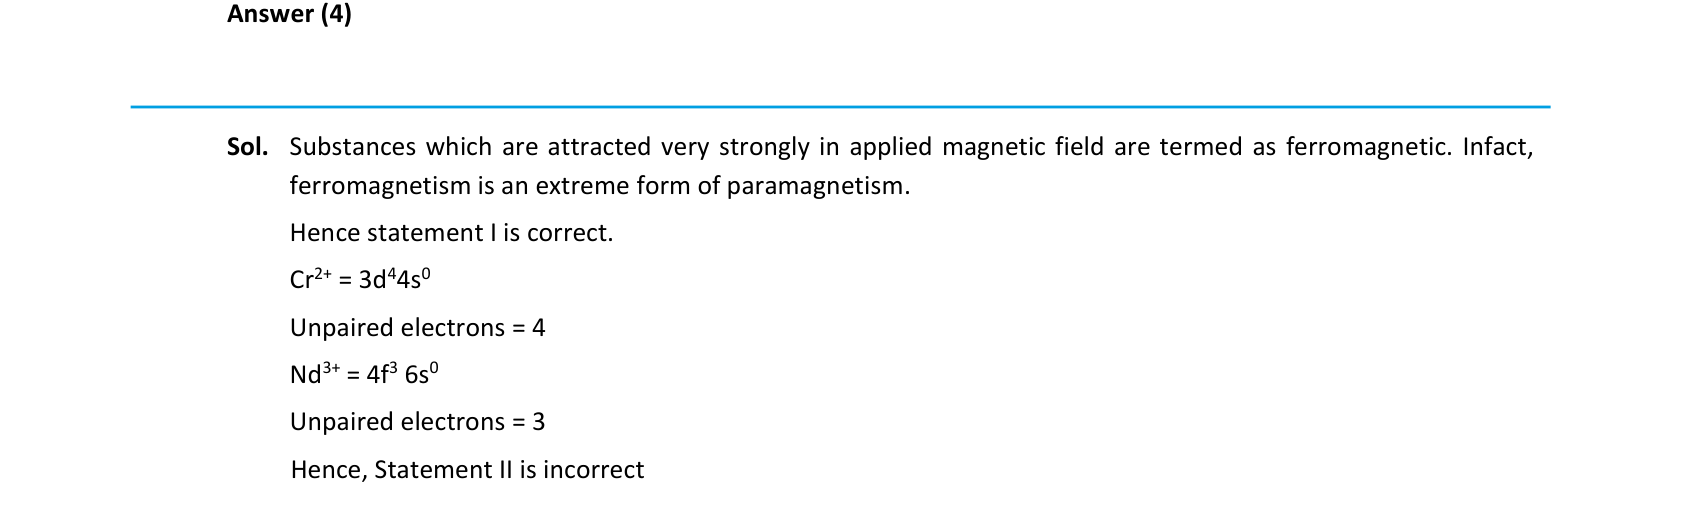 Answer (4)
Sol. Substances which are attracted very strongly in applied magnetic field are termed as ferromagnetic. Infact,
ferromagnetism is an extreme form of paramagnetism.
Hence statement I is correct.
Cr²⁺ = 3d⁴4s⁰
Unpaired electrons = 4
Nd³⁺ = 4f³ 6s⁰
Unpaired electrons = 3
Hence, Statement II is incorrect